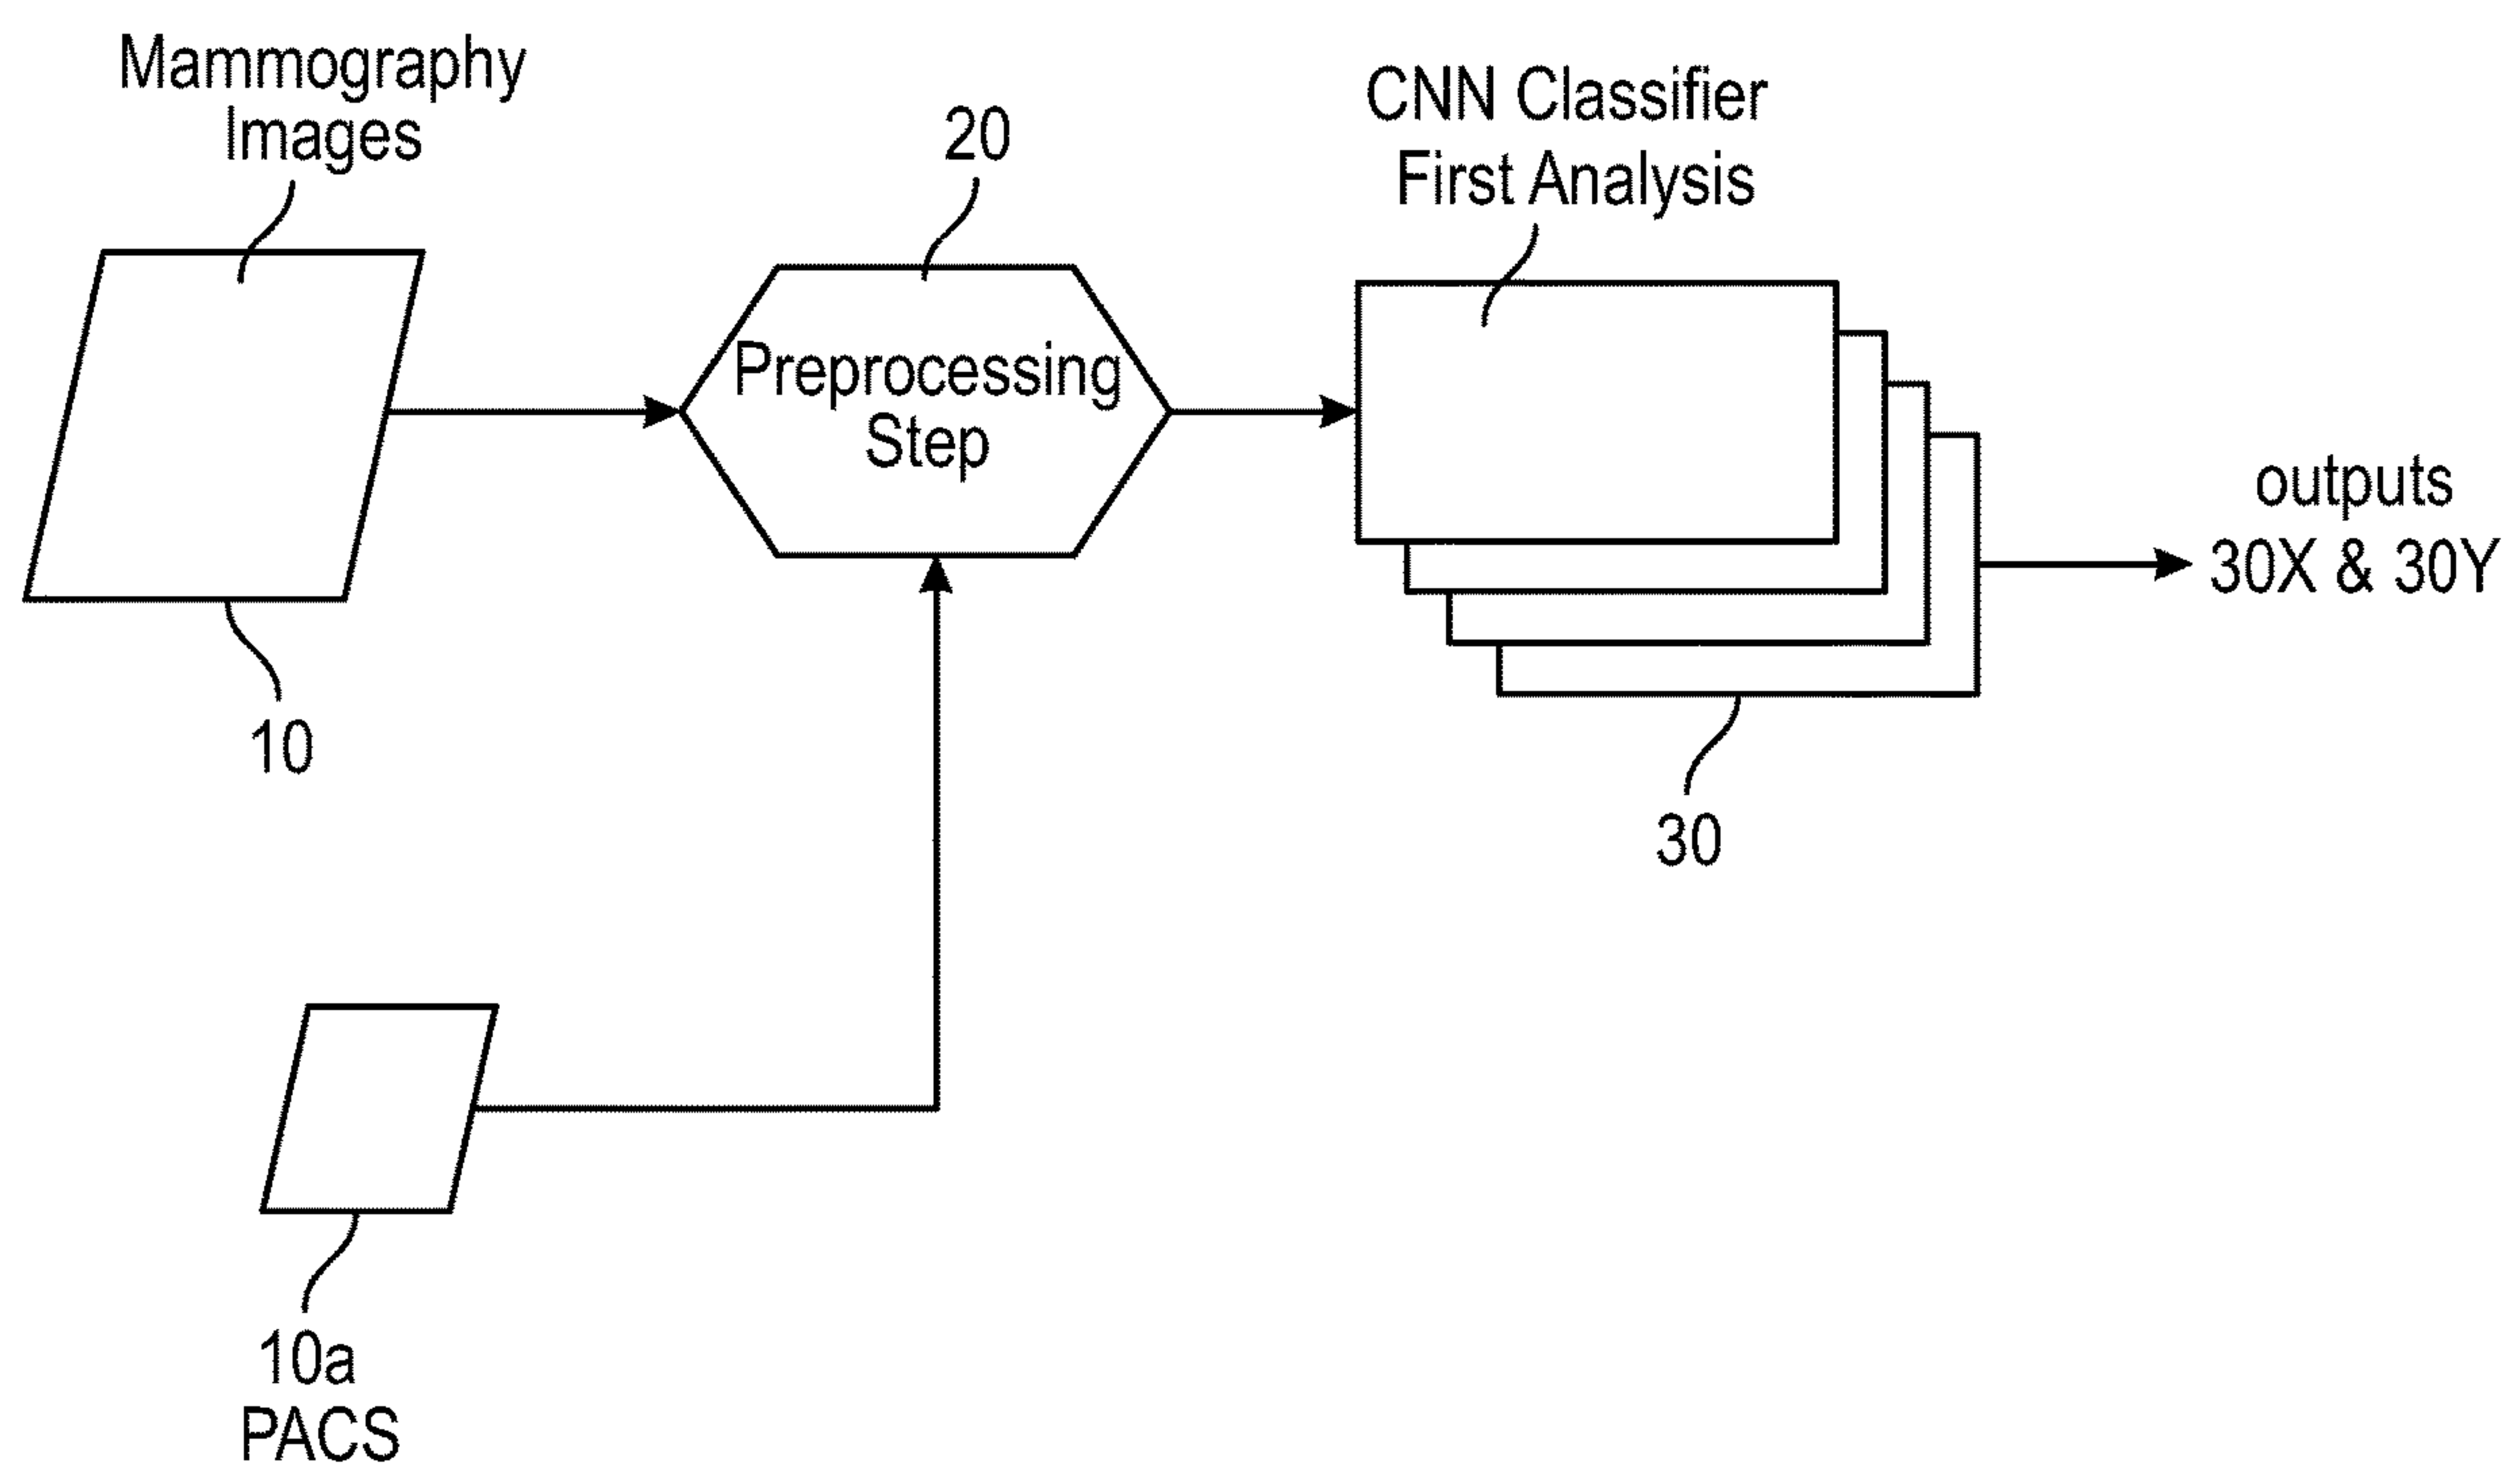 Mammography
Images
10
20
Preprocessing
Step
CNN Classifier
First Analysis
30
outputs
30X & 30Y
10a
PACS